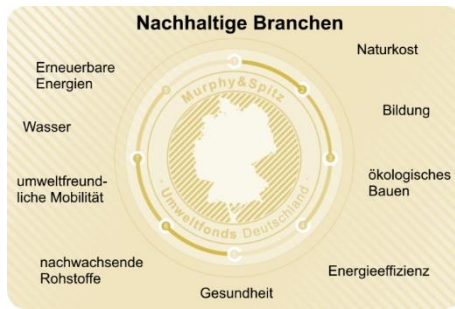 Nachhaltige Branchen
Naturkost
Erneuerbare
Energien
Bildung
Wasser
ökologisches
Bauen
umweltfreund-
liche Mobilität
nachwachsende
Rohstoffe
Energieeffizienz
Gesundheit
Murphy&Spitz
Umweltfonds Deutschland